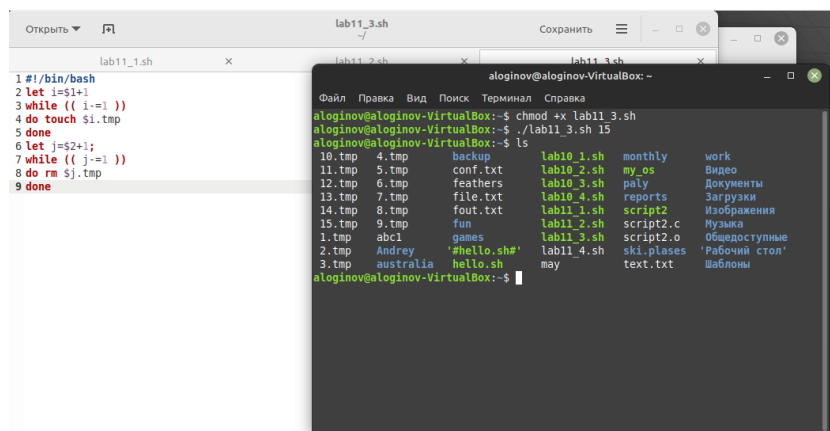 Открыть
lab11_3.sh
~/
Сохранить
lab11_1.sh
lab11_2.sh
lab11_3.sh
1 #!/bin/bash
2 let i=$1+1
3 while (( i-=1 ))
4 do touch $i.tmp
5 done
6 let j=$2+1;
7 while (( j-=1 ))
8 do rm $j.tmp
9 done
aloginov@aloginov-VirtualBox: ~
Файл Правка Вид Поиск Терминал Справка
aloginov@aloginov-VirtualBox:~$ chmod +x lab11_3.sh
aloginov@aloginov-VirtualBox:~$ ./lab11_3.sh 15
aloginov@aloginov-VirtualBox:~$ ls
10.tmp 4.tmp backup lab10_1.sh monthly work
11.tmp 5.tmp conf.txt lab10_2.sh my_os Видео
12.tmp 6.tmp feathers lab10_3.sh paly Документы
13.tmp 7.tmp file.txt lab10_4.sh reports Загрузки
14.tmp 8.tmp fout.txt lab11_1.sh script2 Изображения
15.tmp 9.tmp fun lab11_2.sh script2.c Музыка
1.tmp abc1 games lab11_3.sh script2.o Общедоступные
2.tmp Andrey '#hello.sh#' lab11_4.sh ski.plases 'Рабочий стол'
3.tmp australia hello.sh may text.txt Шаблоны
aloginov@aloginov-VirtualBox:~$